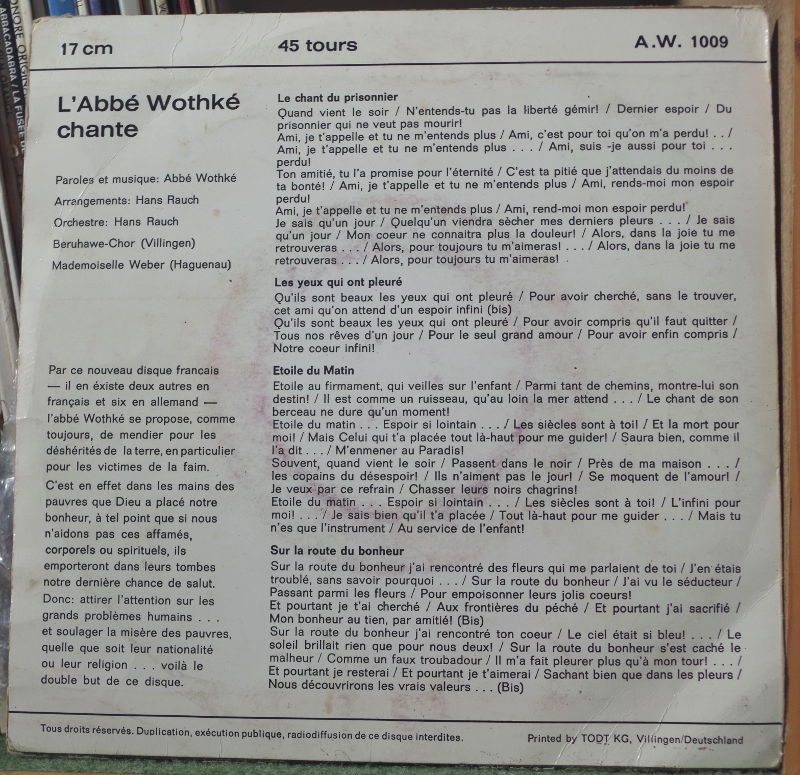 17 cm
45 tours
A.W. 1009
L'Abbé Wothké
chante
Paroles et musique: Abbé Wothké
Arrangements: Hans Rauch
Orchestre: Hans Rauch
Beruhawe-Chor (Villingen)
Mademoiselle Weber (Haguenau)
Par ce nouveau disque francais
— il en éxiste deux autres en
français et six en allemand —
l'abbé Wothké se propose, comme
toujours, de mendier pour les
déshérités de la terre, en particulier
pour les victimes de la faim.
C'est en effet dans les mains des
pauvres que Dieu a placé notre
bonheur, à tel point que si nous
n'aidons pas ces affamés,
corporels ou spirituels, ils
emporteront dans leurs tombes
notre dernière chance de salut.
Donc: attirer l'attention sur les
grands problèmes humains . . .
et soulager la misère des pauvres,
quelle que soit leur nationalité
ou leur religion . . . voilà le
double but de ce disque.
Le chant du prisonnier
Quand vient le soir / N'entends-tu pas la liberté gémir! / Dernier espoir / Du
prisonnier qui ne veut pas mourir!
Ami, je t'appelle et tu ne m'entends plus / Ami, c'est pour toi qu'on m'a perdu! . . /
Ami, je t'appelle et tu ne m'entends plus . . . / Ami, suis -je aussi pour toi . . .
perdu!
Ton amitié, tu l'a promise pour l'éternité / C'est ta pitié que j'attendais du moins de
ta bonté! / Ami, je t'appelle et tu ne m'entends plus / Ami, rends-moi mon espoir
perdu!
Ami, je t'appelle et tu ne m'entends plus / Ami, rend-moi mon espoir perdu!
Je sais qu'un jour / Quelqu'un viendra sècher mes derniers pleurs . . . / Je sais
qu'un jour / Mon coeur ne connaitra plus la douleur! / Alors, dans la joie tu me
retrouveras . . . / Alors, pour toujours tu m'aimeras! . . . / Alors, dans la joie tu me
retrouveras . . . / Alors, pour toujours tu m'aimeras!
Les yeux qui ont pleuré
Qu'ils sont beaux les yeux qui ont pleuré / Pour avoir cherché, sans le trouver,
cet ami qu'on attend d'un espoir infini (bis)
Qu'ils sont beaux les yeux qui ont pleuré / Pour avoir compris qu'il faut quitter /
Tous nos rêves d'un jour / Pour le seul grand amour / Pour avoir enfin compris /
Notre coeur infini!
Etoile du Matin
Etoile au firmament, qui veilles sur l'enfant / Parmi tant de chemins, montre-lui son
destin! / Il est comme un ruisseau, qu'au loin la mer attend . . . / Le chant de son
berceau ne dure qu'un moment!
Etoile du matin . . . Espoir si lointain . . . / Les siècles sont à toi! / Et la mort pour
moi! / Mais Celui qui t'a placée tout là-haut pour me guider! / Saura bien, comme il
l'a dit . . . / M'enmener au Paradis!
Souvent, quand vient le soir / Passent dans le noir / Près de ma maison . . . /
les copains du désespoir! / Ils n'aiment pas le jour! / Se moquent de l'amour! /
Je veux par ce refrain / Chasser leurs noirs chagrins!
Etoile du matin . . . Espoir si lointain . . . / Les siècles sont à toi! / L'infini pour
moi! . . . / Je sais bien qu'il t'a placée / Tout là-haut pour me guider . . . / Mais tu
n'es que l'instrument / Au service de l'enfant!
Sur la route du bonheur
Sur la route du bonheur j'ai rencontré des fleurs qui me parlaient de toi / J'en étais
troublé, sans savoir pourquoi . . . / Sur la route du bonheur / J'ai vu le séducteur /
Passant parmi les fleurs / Pour empoisonner leurs jolis coeurs!
Et pourtant je t'ai cherché / Aux frontières du péché / Et pourtant j'ai sacrifié /
Mon bonheur au tien, par amitié! (Bis)
Sur la route du bonheur j'ai rencontré ton coeur / Le ciel était si bleu! . . . / Le
soleil brillait rien que pour nous deux! / Sur la route du bonheur s'est caché le
malheur / Comme un faux troubadour / Il m'a fait pleurer plus qu'à mon tour! . . . /
Et pourtant je resterai / Et pourtant je t'aimerai / Sachant bien que dans les pleurs /
Nous découvrirons les vrais valeurs . . . (Bis)
Tous droits réservés. Duplication, exécution publique, radiodiffusion de ce disque interdites.
Printed by TODT KG, Villingen/Deutschland